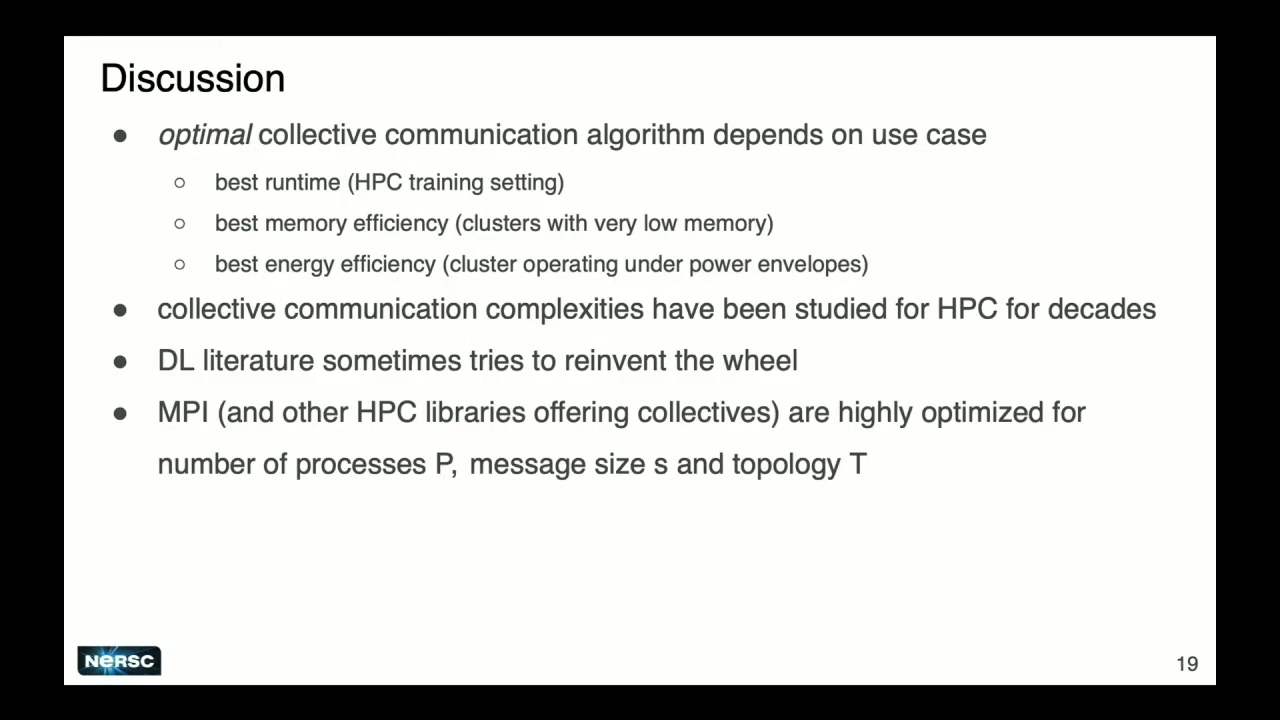 Discussion
● optimal collective communication algorithm depends on use case
○ best runtime (HPC training setting)
○ best memory efficiency (clusters with very low memory)
○ best energy efficiency (cluster operating under power envelopes)
● collective communication complexities have been studied for HPC for decades
● DL literature sometimes tries to reinvent the wheel
● MPI (and other HPC libraries offering collectives) are highly optimized for
number of processes P, message size s and topology T
NeRSC
19